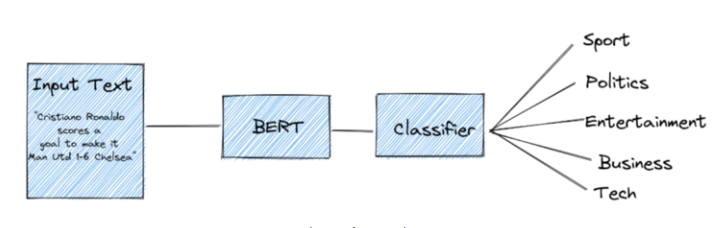 Input Text
"Cristiano Ronaldo
scores a
goal to make it
Man Utd 1-6 Chelsea"
BERT
Classifier
Sport
Politics
Entertainment
Business
Tech